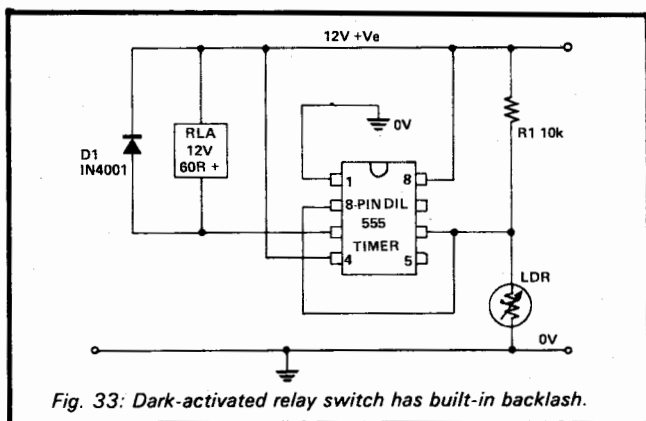 12V +Ve
D1
IN4001
RLA
12V
60R +
0V
R1 10k
1
8
8-PIN DIL
555
TIMER
4
5
LDR
0V
Fig. 33: Dark-activated relay switch has built-in backlash.